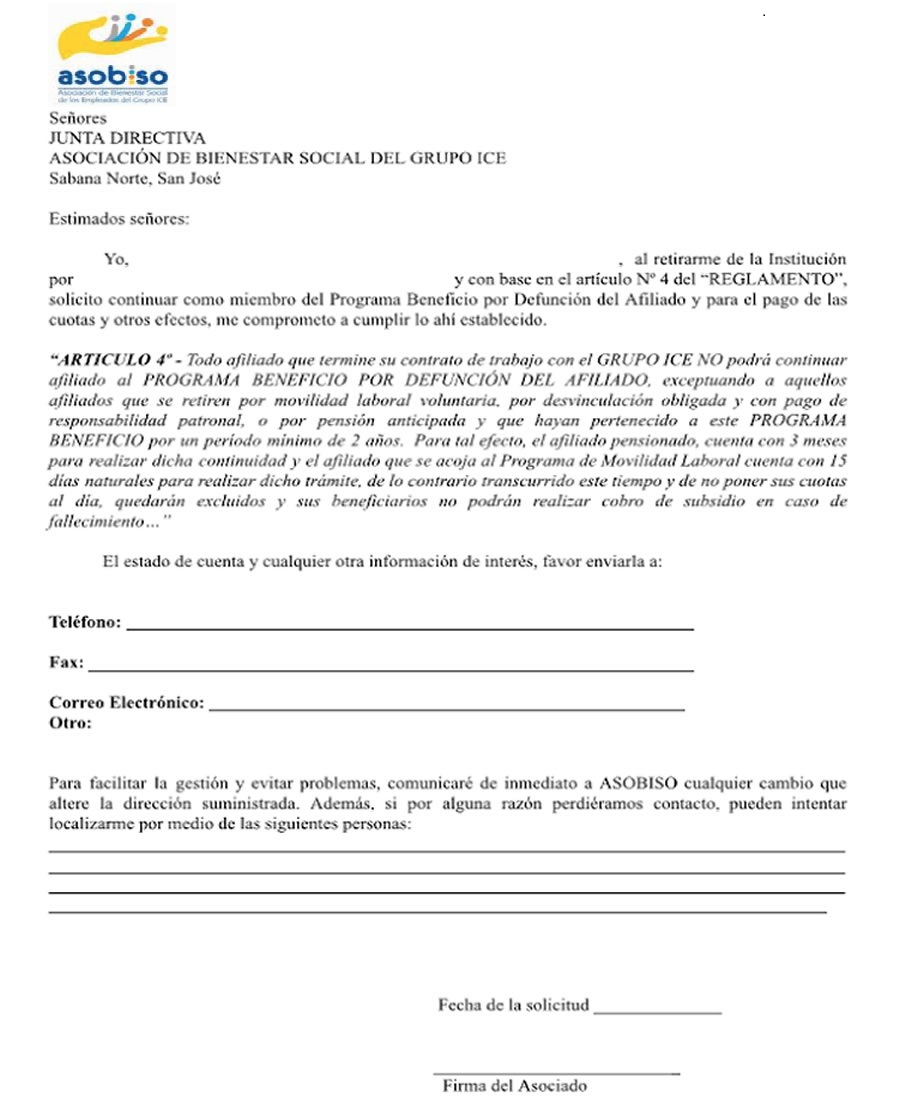 asobiso
Asociación de Bienestar Social
de los Empleados del Grupo ICE
Señores
JUNTA DIRECTIVA
ASOCIACIÓN DE BIENESTAR SOCIAL DEL GRUPO ICE
Sabana Norte, San José
Estimados señores:
Yo, , al retirarme de la Institución
por y con base en el artículo Nº 4 del “REGLAMENTO”,
solicito continuar como miembro del Programa Beneficio por Defunción del Afiliado y para el pago de las
cuotas y otros efectos, me comprometo a cumplir lo ahí establecido.
“ARTICULO 4º - Todo afiliado que termine su contrato de trabajo con el GRUPO ICE NO podrá continuar
afiliado al PROGRAMA BENEFICIO POR DEFUNCIÓN DEL AFILIADO, exceptuando a aquellos
afiliados que se retiren por movilidad laboral voluntaria, por desvinculación obligada y con pago de
responsabilidad patronal, o por pensión anticipada y que hayan pertenecido a este PROGRAMA
BENEFICIO por un período mínimo de 2 años. Para tal efecto, el afiliado pensionado, cuenta con 3 meses
para realizar dicha continuidad y el afiliado que se acoja al Programa de Movilidad Laboral cuenta con 15
días naturales para realizar dicho trámite, de lo contrario transcurrido este tiempo y de no poner sus cuotas
al día, quedarán excluidos y sus beneficiarios no podrán realizar cobro de subsidio en caso de
fallecimiento…”
El estado de cuenta y cualquier otra información de interés, favor enviarla a:
Teléfono:
Fax:
Correo Electrónico:
Otro:
Para facilitar la gestión y evitar problemas, comunicaré de inmediato a ASOBISO cualquier cambio que
altere la dirección suministrada. Además, si por alguna razón perdiéramos contacto, pueden intentar
localizarme por medio de las siguientes personas:
Fecha de la solicitud
Firma del Asociado